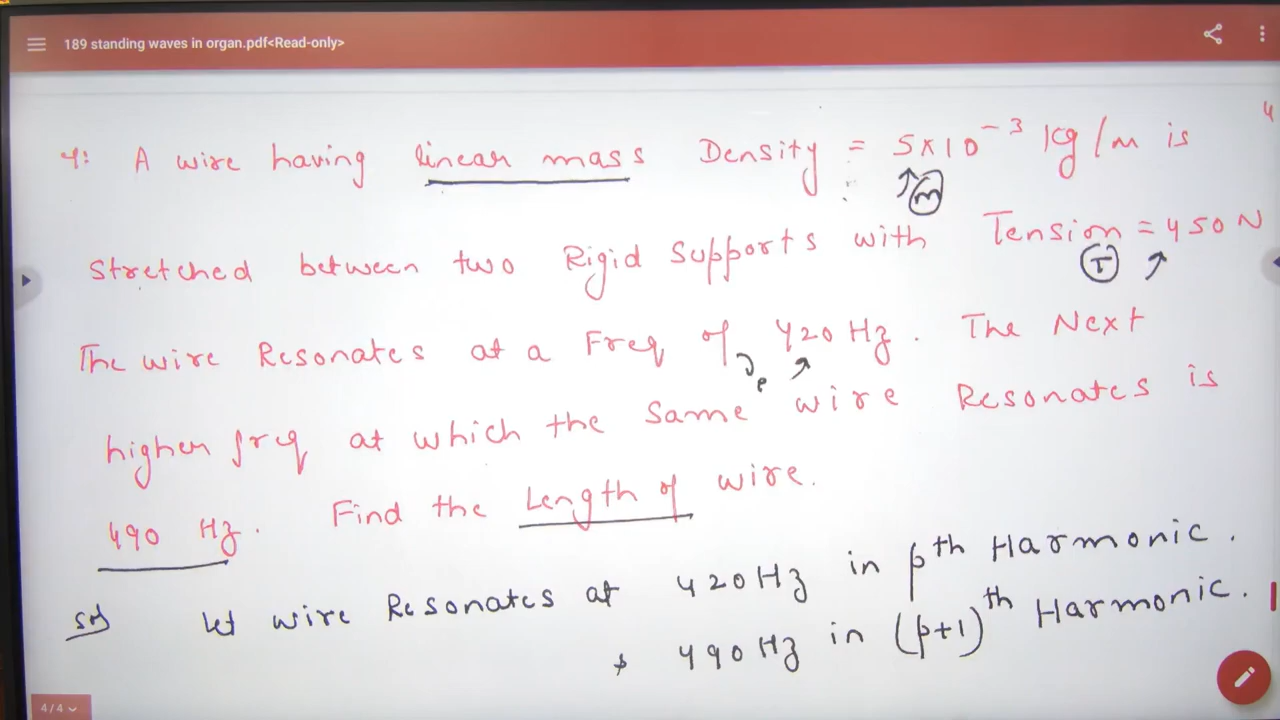 189 standing waves in organ.pdf<Read-only>
4
4: A wire having linear mass Density = 5×10⁻³ kg/m is
m
Stretched between two Rigid Supports with Tension = 450 N
T
The wire Resonates at a Freq of 420 Hz. The Next
νp
higher freq at which the Same wire Resonates is
490 Hz. Find the Length of wire.
Sol Let wire Resonates at 420Hz in pth Harmonic.
& 490 Hz in (p+1)th Harmonic.
4/4